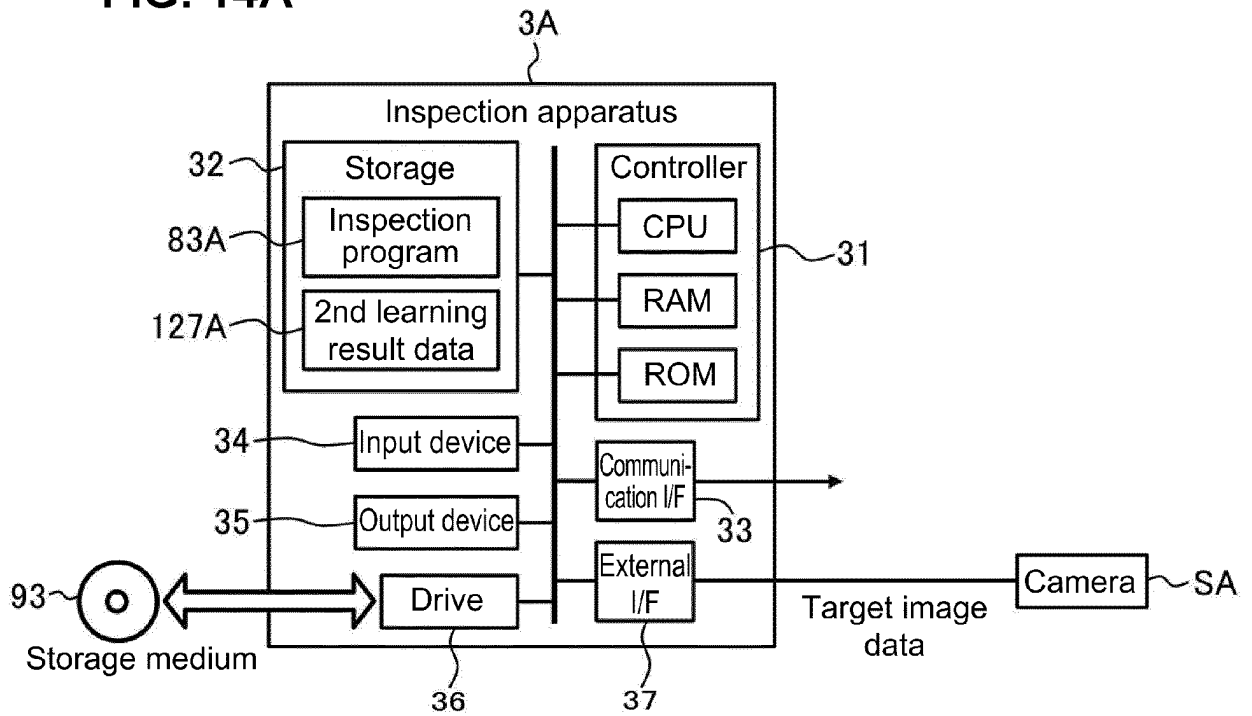 FIG. 14A
3A
Inspection apparatus
32
Storage
Controller
Inspection
program
83A
CPU
31
RAM
127A
2nd learning
result data
ROM
34
Input device
Communi-
cation I/F
33
35
Output device
93
Drive
External
I/F
Camera
SA
Target image
data
Storage medium
36
37